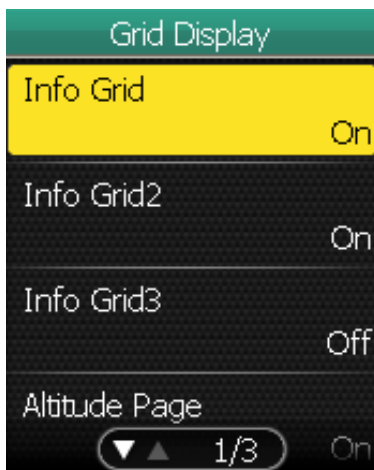 Grid Display
Info Grid
On
Info Grid2
On
Info Grid3
Off
Altitude Page
1/3
On